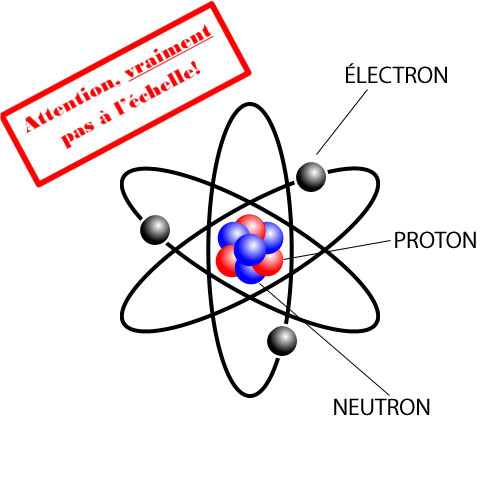 Attention, vraiment
pas à l'échelle!
ÉLECTRON
PROTON
NEUTRON